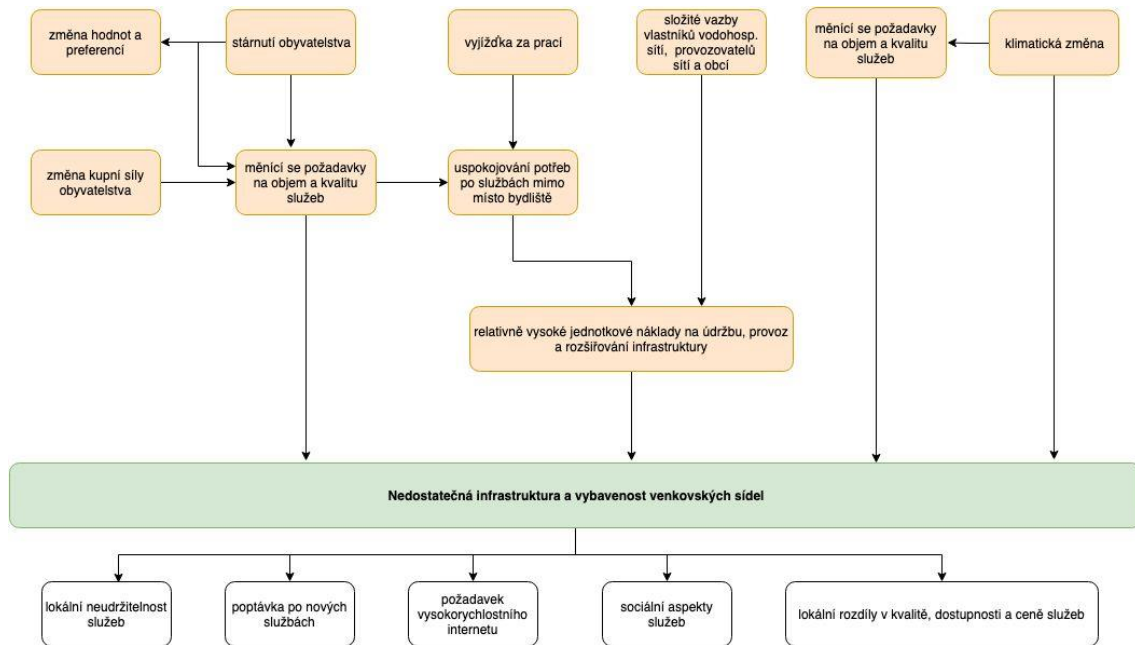 změna hodnot a
preferencí
stárnutí obyvatelstva
vyjížďka za prací
složité vazby
vlastníků vodohosp.
sítí, provozovatelů
sítí a obcí
měnící se požadavky
na objem a kvalitu
služeb
klimatická změna
změna kupní síly
obyvatelstva
měnící se požadavky
na objem a kvalitu
služeb
uspokojování potřeb
po službách mimo
místo bydliště
relativně vysoké jednotkové náklady na údržbu, provoz
a rozšiřování infrastruktury
Nedostatečná infrastruktura a vybavenost venkovských sídel
lokální neudržitelnost
služeb
poptávka po nových
službách
požadavek
vysokorychlostního
internetu
sociální aspekty
služeb
lokální rozdíly v kvalitě, dostupnosti a ceně služeb